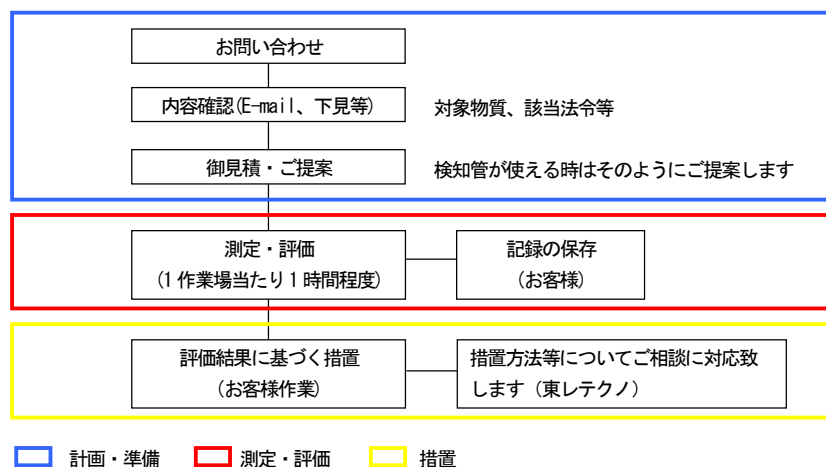 お問い合わせ
内容確認(E-mail、下見等)
対象物質、該当法令等
御見積・ご提案
検知管が使える時はそのようにご提案します
測定・評価
(1作業場当たり1時間程度)
記録の保存
(お客様)
評価結果に基づく措置
(お客様作業)
措置方法等についてご相談に対応致
します(東レテクノ)
計画・準備
測定・評価
措置